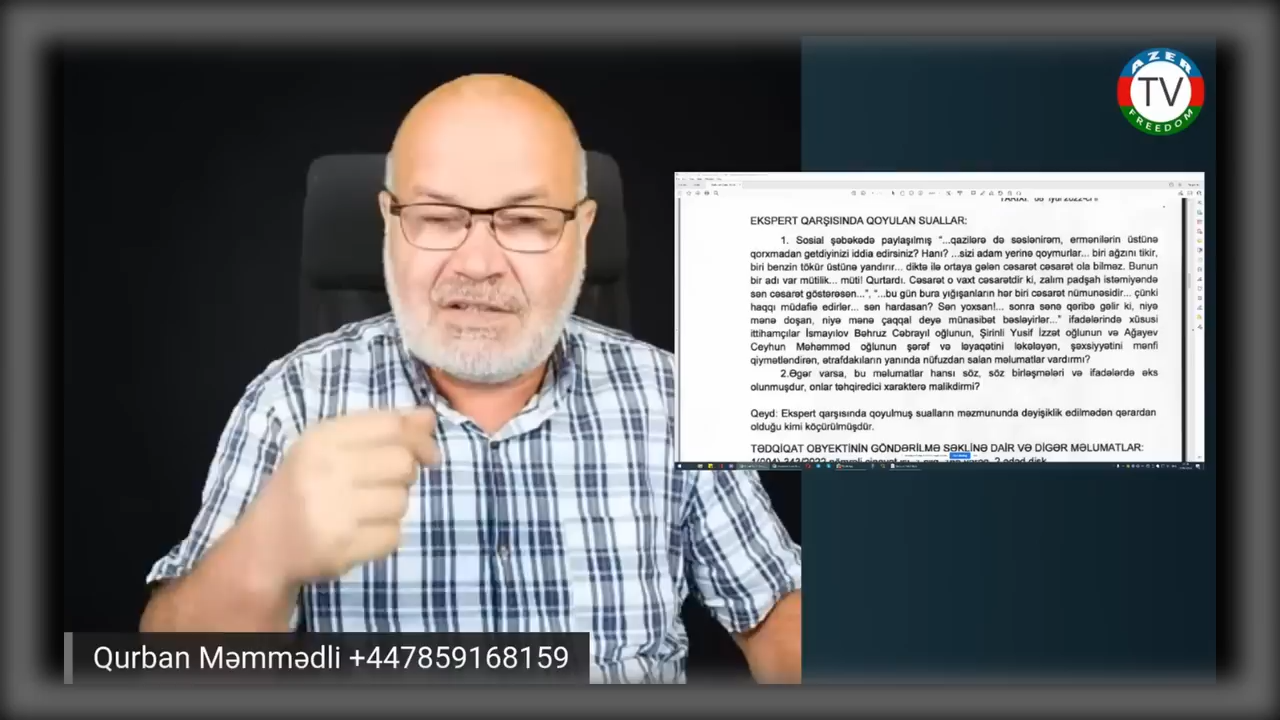 AZER
TV
FREEDOM
EKSPERT QARŞISINDA QOYULAN SUALLAR:
1. Sosial şəbəkədə paylaşılmış "...qazilərə də səslənirəm, ermənilərin üstünə
qorxmadan getdiyinizi iddia edirsiniz? Hanı? ...sizi adam yerinə qoymurlar... biri ağzını tikir,
biri benzin tökür üstünə yandırır... diktə ilə ortaya gələn cəsarət cəsarət ola bilməz. Bunun
bir adı var mütilik... müti! Qurtardı. Cəsarət o vaxt cəsarətdir ki, zalım padşah istəmiyəndə
sən cəsarət göstərəsən...", "...bu gün bura yığışanların hər biri cəsarət nümunəsidir... çünki
haqqı müdafiə edirlər... sən hardasan? Sən yoxsan!... sonra sənə qəribə gəlir ki, niyə
mənə dovşan, niyə mənə çaqqal deyə münasibət bəsləyirlər..." ifadələrində xüsusi
ittihamçılar İsmayılov Bəhruz Cəbrayıl oğlunun, Şirinli Yusif İzzət oğlunun və Ağayev
Ceyhun Məhəmməd oğlunun şərəf və ləyaqətini ləkələyən, şəxsiyyətini mənfi
qiymətləndirən, ətrafdakıların yanında nüfuzdan salan məlumatlar vardırmı?
2.Əgər varsa, bu məlumatlar hansı söz, söz birləşmələri və ifadələrdə əks
olunmuşdur, onlar təhqiredici xarakterə malikdirmi?
Qeyd: Ekspert qarşısında qoyulmuş sualların məzmununda dəyişiklik edilmədən qərardan
olduğu kimi köçürülmüşdür.
TƏDQİQAT OBYEKTİNİN GÖNDƏRİLMƏ ŞƏKLİNƏ DAİR VƏ DİGƏR MƏLUMATLAR:
Qurban Məmmədli +447859168159